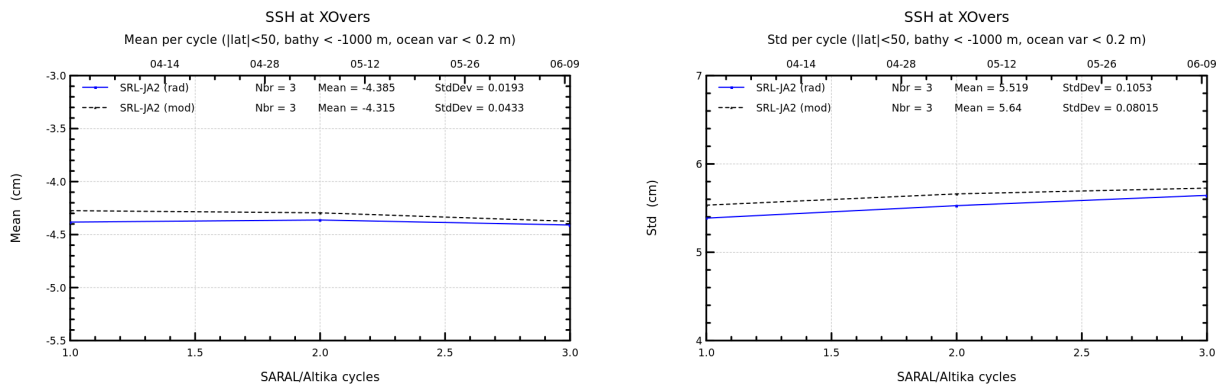 SSH at XOvers
Mean per cycle (|lat|<50, bathy < -1000 m, ocean var < 0.2 m)
04-14 04-28 05-12 05-26 06-09
SRL-JA2 (rad) Nbr = 3 Mean = -4.385 StdDev = 0.0193
SRL-JA2 (mod) Nbr = 3 Mean = -4.315 StdDev = 0.0433
Mean (cm)
-3.0
-3.5
-4.0
-4.5
-5.0
-5.5
1.0 1.5 2.0 2.5 3.0
SARAL/Altika cycles
SSH at XOvers
Std per cycle (|lat|<50, bathy < -1000 m, ocean var < 0.2 m)
04-14 04-28 05-12 05-26 06-09
SRL-JA2 (rad) Nbr = 3 Mean = 5.519 StdDev = 0.1053
SRL-JA2 (mod) Nbr = 3 Mean = 5.64 StdDev = 0.08015
Std (cm)
7
6
5
4
1.0 1.5 2.0 2.5 3.0
SARAL/Altika cycles